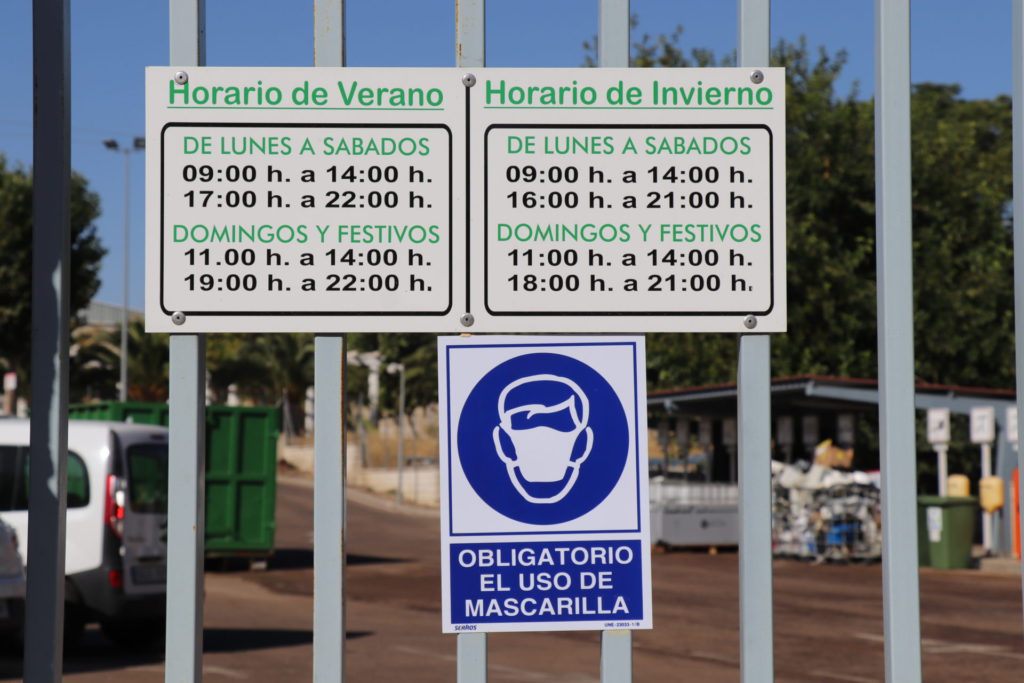 Horario de Verano
DE LUNES A SABADOS
09:00 h. a 14:00 h.
17:00 h. a 22:00 h.
DOMINGOS Y FESTIVOS
11.00 h. a 14:00 h.
19:00 h. a 22:00 h.
Horario de Invierno
DE LUNES A SABADOS
09:00 h. a 14:00 h.
16:00 h. a 21:00 h.
DOMINGOS Y FESTIVOS
11:00 h. a 14:00 h.
18:00 h. a 21:00 h.
OBLIGATORIO
EL USO DE
MASCARILLA